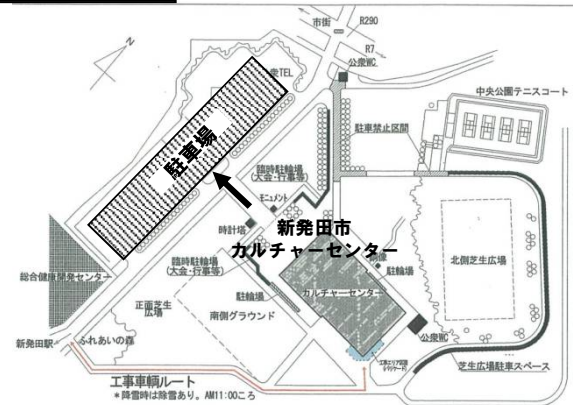 市街
R290
R7
公衆WC
N
公衆TEL
中央公園テニスコート
駐車場
駐車禁止区間
臨時駐輪場
(大会・行事等)
モニュメント
新発田市
カルチャーセンター
時計塔
駐輪場
北側芝生広場
臨時駐輪場
(大会・行事等)
総合健康開発センター
カルチャーセンター
駐輪場
正面芝生
広場
南側グラウンド
公衆WC
新発田駅
ふれあいの森
芝生広場駐車スペース
工事車輌ルート
*降雪時は除雪あり。AM11:00ころ